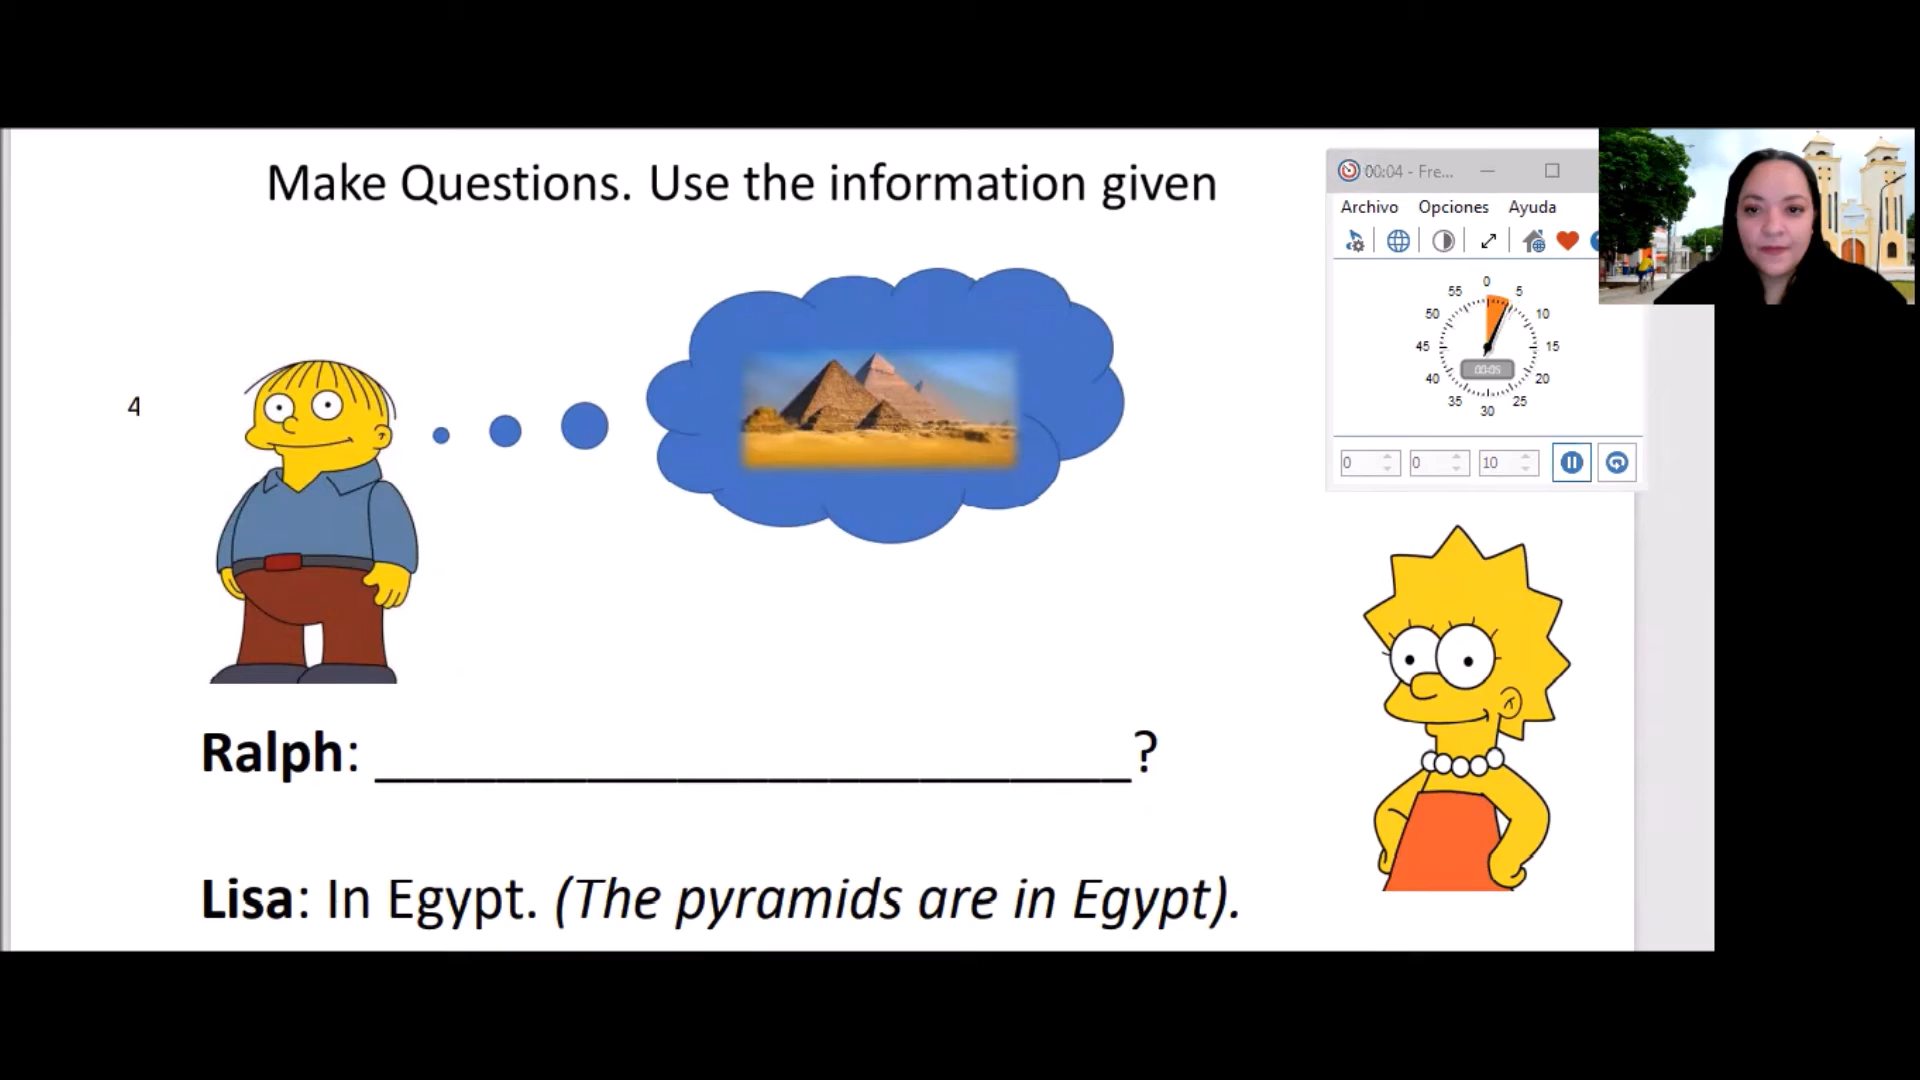 Make Questions. Use the information given
00:04 - Fre...
Archivo Opciones Ayuda
0
55 5
50 10
45 15
00:05
40 20
35 25
30
0 0 10
4
Ralph: _________________________?
Lisa: In Egypt. (The pyramids are in Egypt).